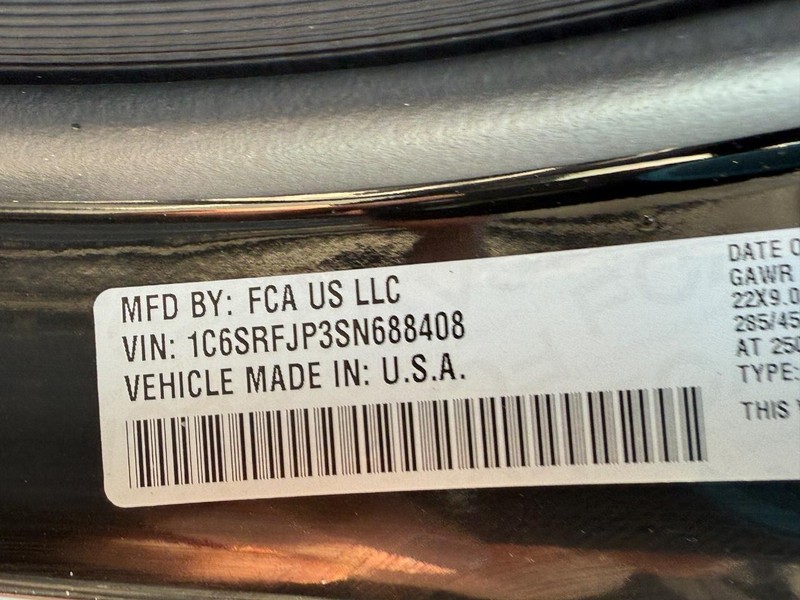 MFD BY: FCA US LLC
VIN: 1C6SRFJP3SN688408
VEHICLE MADE IN: U.S.A.
DATE O
GAWR
22X9.0
285/45
AT 250
TYPE:
THIS